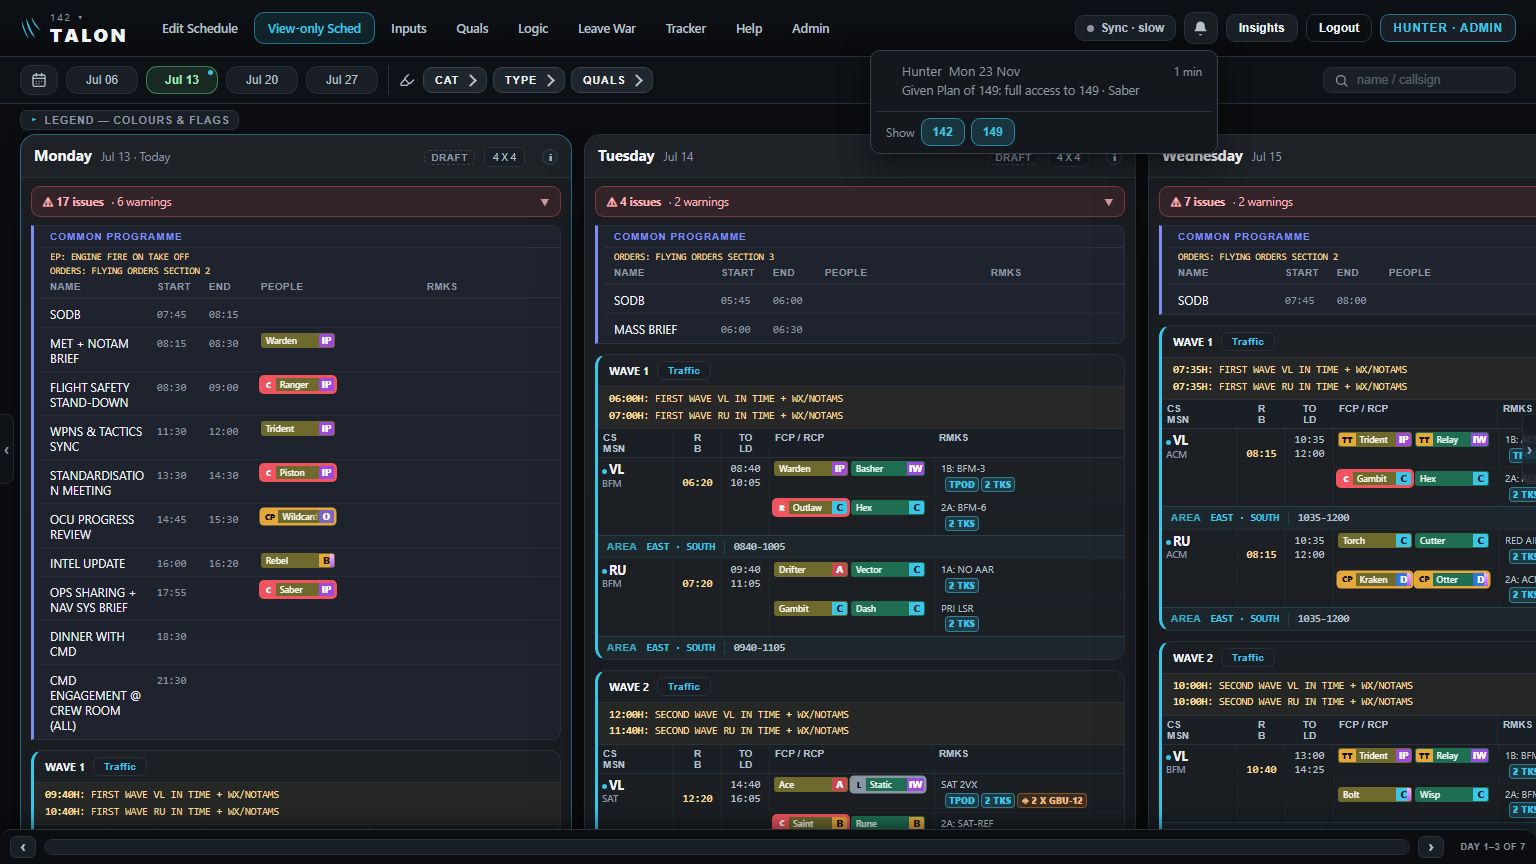 142
TALON
Edit Schedule View-only Sched Inputs Quals Logic Leave War Tracker Help Admin
Sync · slow Insights Logout HUNTER · ADMIN
Jul 06 Jul 13 Jul 20 Jul 27 CAT TYPE QUALS
name / callsign
Hunter Mon 23 Nov 1 min
Given Plan of 149: full access to 149 · Saber
Show 142 149
LEGEND — COLOURS & FLAGS
Monday Jul 13 · Today DRAFT 4 X 4 i
17 issues · 6 warnings
COMMON PROGRAMME
EP: ENGINE FIRE ON TAKE OFF
ORDERS: FLYING ORDERS SECTION 2
NAME START END PEOPLE RMKS
SODB 07:45 08:15
MET + NOTAM BRIEF 08:15 08:30 Warden IP
FLIGHT SAFETY STAND-DOWN 08:30 09:00 C Ranger IP
WPNS & TACTICS SYNC 11:30 12:00 Trident IP
STANDARDISATIO
N MEETING 13:30 14:30 C Piston IP
OCU PROGRESS REVIEW 14:45 15:30 CP Wildcard O
INTEL UPDATE 16:00 16:20 Rebel B
OPS SHARING + NAV SYS BRIEF 17:55 C Saber IP
DINNER WITH CMD 18:30
CMD ENGAGEMENT @ CREW ROOM (ALL) 21:30
WAVE 1 Traffic
09:40H: FIRST WAVE VL IN TIME + WX/NOTAMS
10:40H: FIRST WAVE RU IN TIME + WX/NOTAMS
Tuesday Jul 14 DRAFT 4 X 4 i
4 issues · 2 warnings
COMMON PROGRAMME
ORDERS: FLYING ORDERS SECTION 3
NAME START END PEOPLE RMKS
SODB 05:45 06:00
MASS BRIEF 06:00 06:30
WAVE 1 Traffic
06:00H: FIRST WAVE VL IN TIME + WX/NOTAMS
07:00H: FIRST WAVE RU IN TIME + WX/NOTAMS
CS R TO FCP / RCP RMKS
MSN B LD
VL 08:40 Warden IP Basher IW 1B: BFM-3
BFM 06:20 10:05 TPOD 2 TKS
R Outlaw C Hex C 2A: BFM-6
2 TKS
AREA EAST · SOUTH 0840-1005
RU 09:40 Drifter A Vector C 1A: NO AAR
BFM 07:20 11:05 2 TKS
Gambit C Dash C PRI LSR
2 TKS
AREA EAST · SOUTH 0940-1105
WAVE 2 Traffic
12:00H: SECOND WAVE VL IN TIME + WX/NOTAMS
11:40H: SECOND WAVE RU IN TIME + WX/NOTAMS
CS R TO FCP / RCP RMKS
MSN B LD
VL 14:40 Ace A L Static IW SAT 2VX
SAT 12:20 16:05 TPOD 2 TKS 2 X GBU-12
C Saint B Rune B 2A: SAT-REF
Wednesday Jul 15
7 issues · 2 warnings
COMMON PROGRAMME
ORDERS: FLYING ORDERS SECTION 2
NAME START END PEOPLE
SODB 07:45 08:00
WAVE 1 Traffic
07:35H: FIRST WAVE VL IN TIME + WX/NOTAMS
07:35H: FIRST WAVE RU IN TIME + WX/NOTAMS
CS R TO FCP / RCP RMKS
MSN B LD
VL 10:35 TT Trident IP TT Relay IW 1B:
ACM 08:15 12:00
C Gambit C Hex C 2A:
2 TKS
AREA EAST · SOUTH 1035-1200
RU 10:35 Torch C Cutter C RED
ACM 08:15 12:00 2 TKS
CP Kraken D CP Otter D 2A:
2 TKS
AREA EAST · SOUTH 1035-1200
WAVE 2 Traffic
10:00H: SECOND WAVE VL IN TIME + WX/NOTAMS
10:00H: SECOND WAVE RU IN TIME + WX/NOTAMS
CS R TO FCP / RCP RMKS
MSN B LD
VL 13:00 TT Trident IP TT Relay IW 1B:
BFM 10:40 14:25 2 TKS
Bolt C Wisp C 2A:
2 TKS
DAY 1–3 OF 7